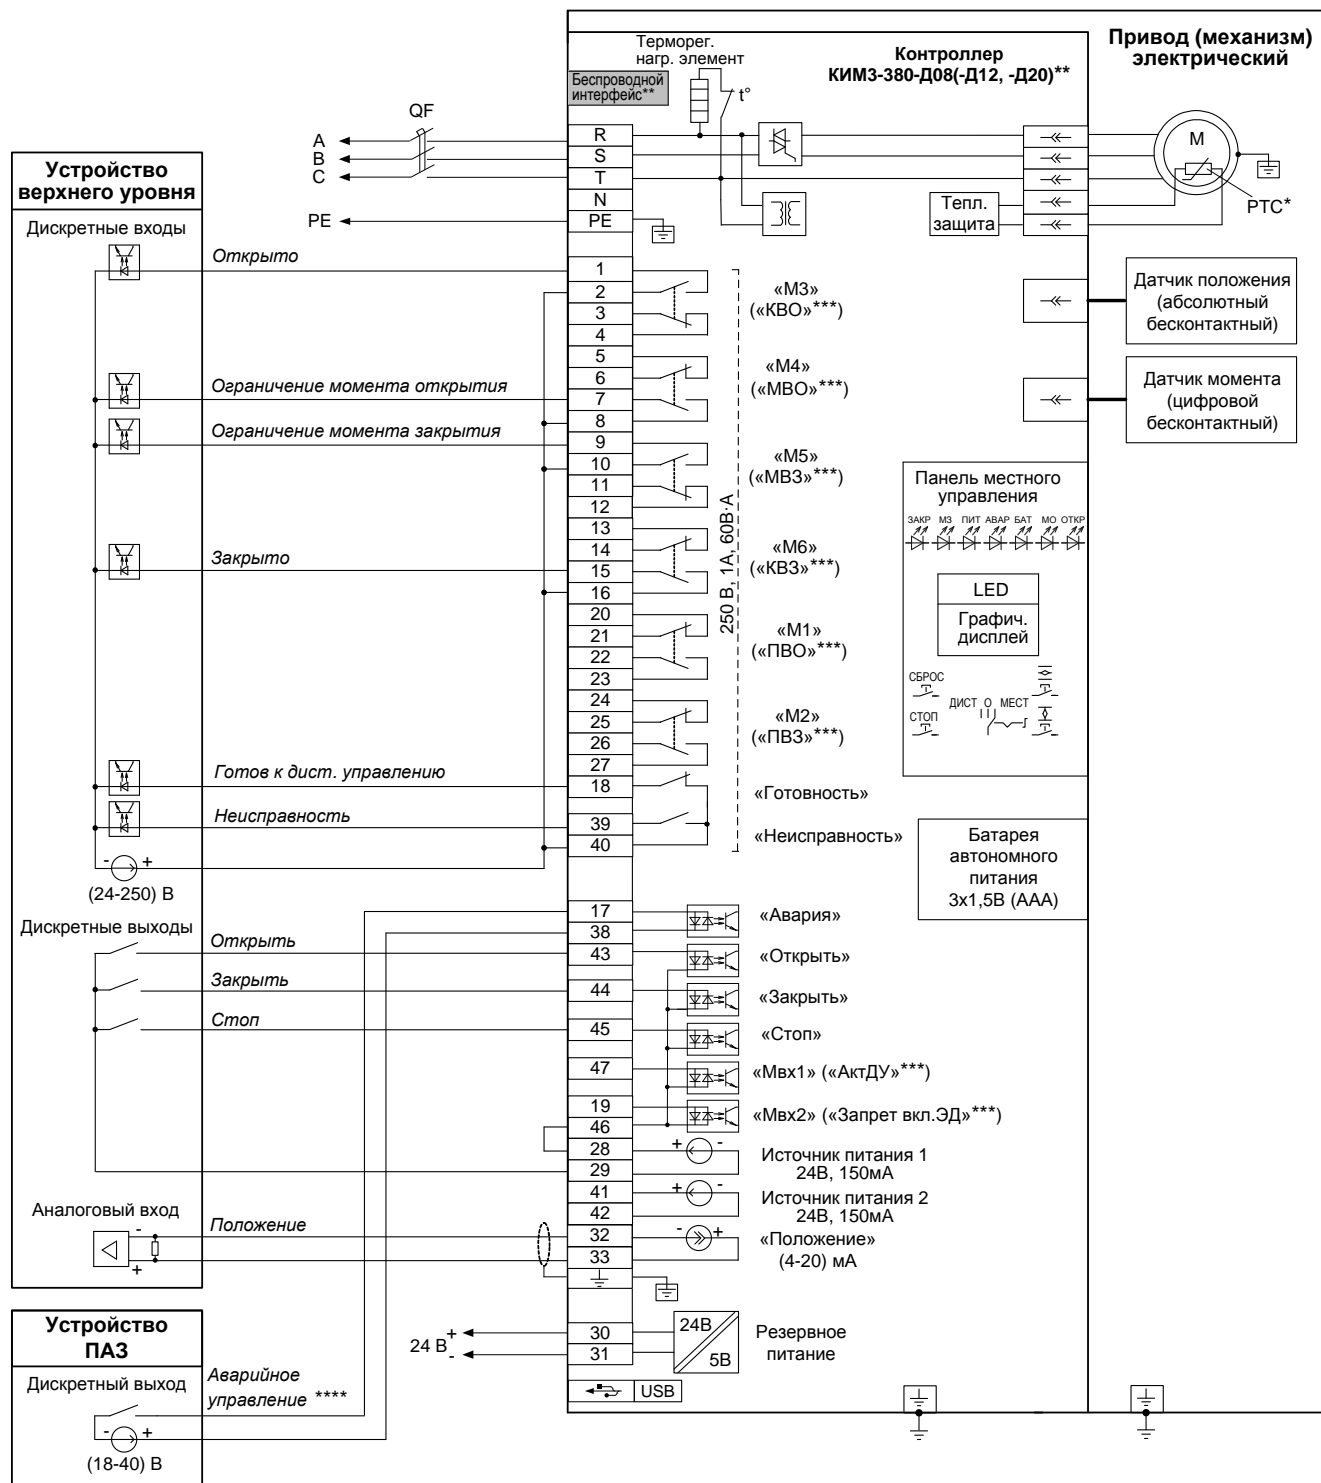 Привод (механизм)
электрический
Контроллер
КИМ3-380-Д08(-Д12, -Д20)**
Терморег.
нагр. элемент
t°
Беспроводной
интерфейс**
QF
A
B
C
PE
R
S
T
N
PE
M
PTC*
Тепл.
защита
Устройство
верхнего уровня
Дискретные входы
Открыто
Ограничение момента открытия
Ограничение момента закрытия
Закрыто
Готов к дист. управлению
Неисправность
- +
(24-250) В
Дискретные выходы
Открыть
Закрыть
Стоп
Аналоговый вход
-
+
Положение
Устройство
ПАЗ
Дискретный выход
- +
(18-40) В
Аварийное
управление ****
24 В
+
-
1
2
3
4
5
6
7
8
9
10
11
12
13
14
15
16
20
21
22
23
24
25
26
27
18
39
40
17
38
43
44
45
47
19
46
28
29
41
42
32
33
30
31
USB
«М3»
(«КВО»***)
«М4»
(«МВО»***)
«М5»
(«МВЗ»***)
«М6»
(«КВЗ»***)
«М1»
(«ПВО»***)
«М2»
(«ПВЗ»***)
250 В, 1А, 60В·А
«Готовность»
«Неисправность»
«Авария»
«Открыть»
«Закрыть»
«Стоп»
«Мвх1» («АктДУ»***)
«Мвх2» («Запрет вкл.ЭД»***)
+ -
Источник питания 1
24В, 150мА
+ -
Источник питания 2
24В, 150мА
- +
«Положение»
(4-20) мА
24В
5В
Резервное
питание
Датчик положения
(абсолютный
бесконтактный)
Датчик момента
(цифровой
бесконтактный)
Панель местного
управления
ЗАКР МЗ ПИТ АВАР БАТ МО ОТКР
LED
Графич.
дисплей
СБРОС
СТОП
ДИСТ О МЕСТ
Батарея
автономного
питания
3х1,5В (ААА)